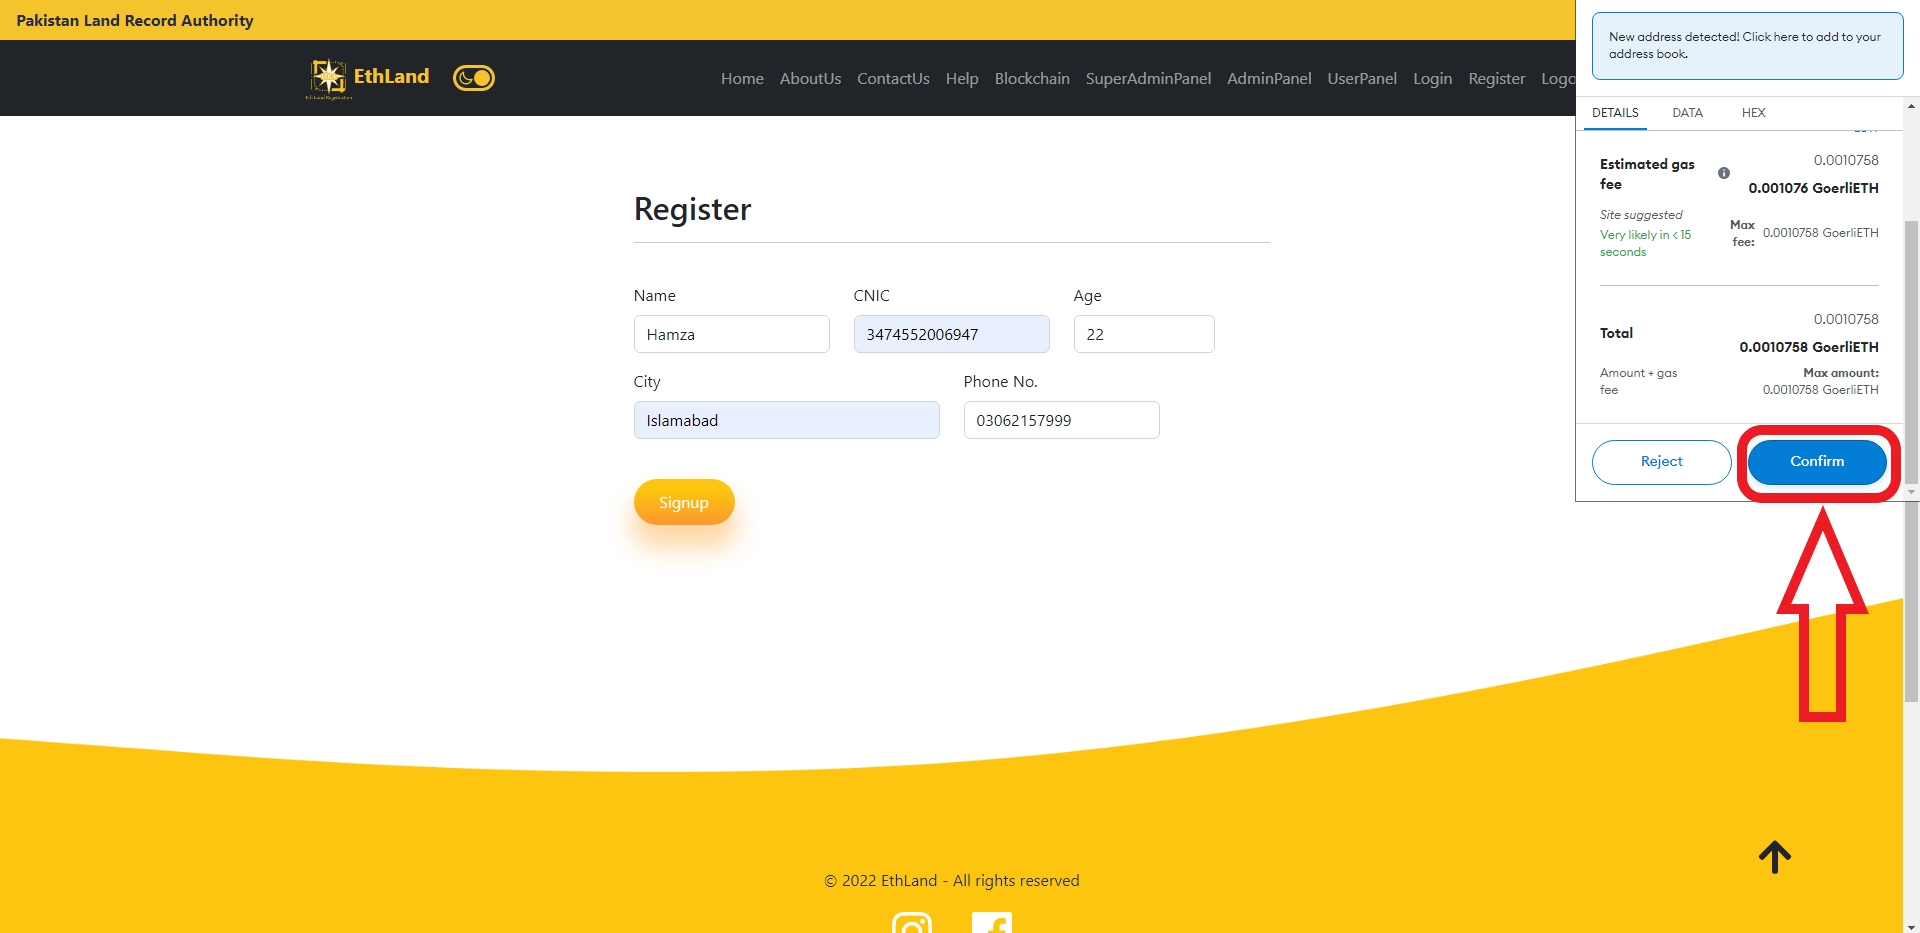 Pakistan Land Record Authority
EthLand
Home AboutUs ContactUs Help Blockchain SuperAdminPanel AdminPanel UserPanel Login Register Logo
Register
Name CNIC Age
Hamza 3474552006947 22
City Phone No.
Islamabad 03062157999
Signup
New address detected! Click here to add to your
address book.
DETAILS DATA HEX
Estimated gas
fee
0.0010758
0.001076 GoerliETH
Site suggested
Very likely in < 15
seconds
Max
fee:
0.0010758 GoerliETH
Total
0.0010758
0.0010758 GoerliETH
Amount + gas
fee
Max amount:
0.0010758 GoerliETH
Reject Confirm
© 2022 EthLand - All rights reserved